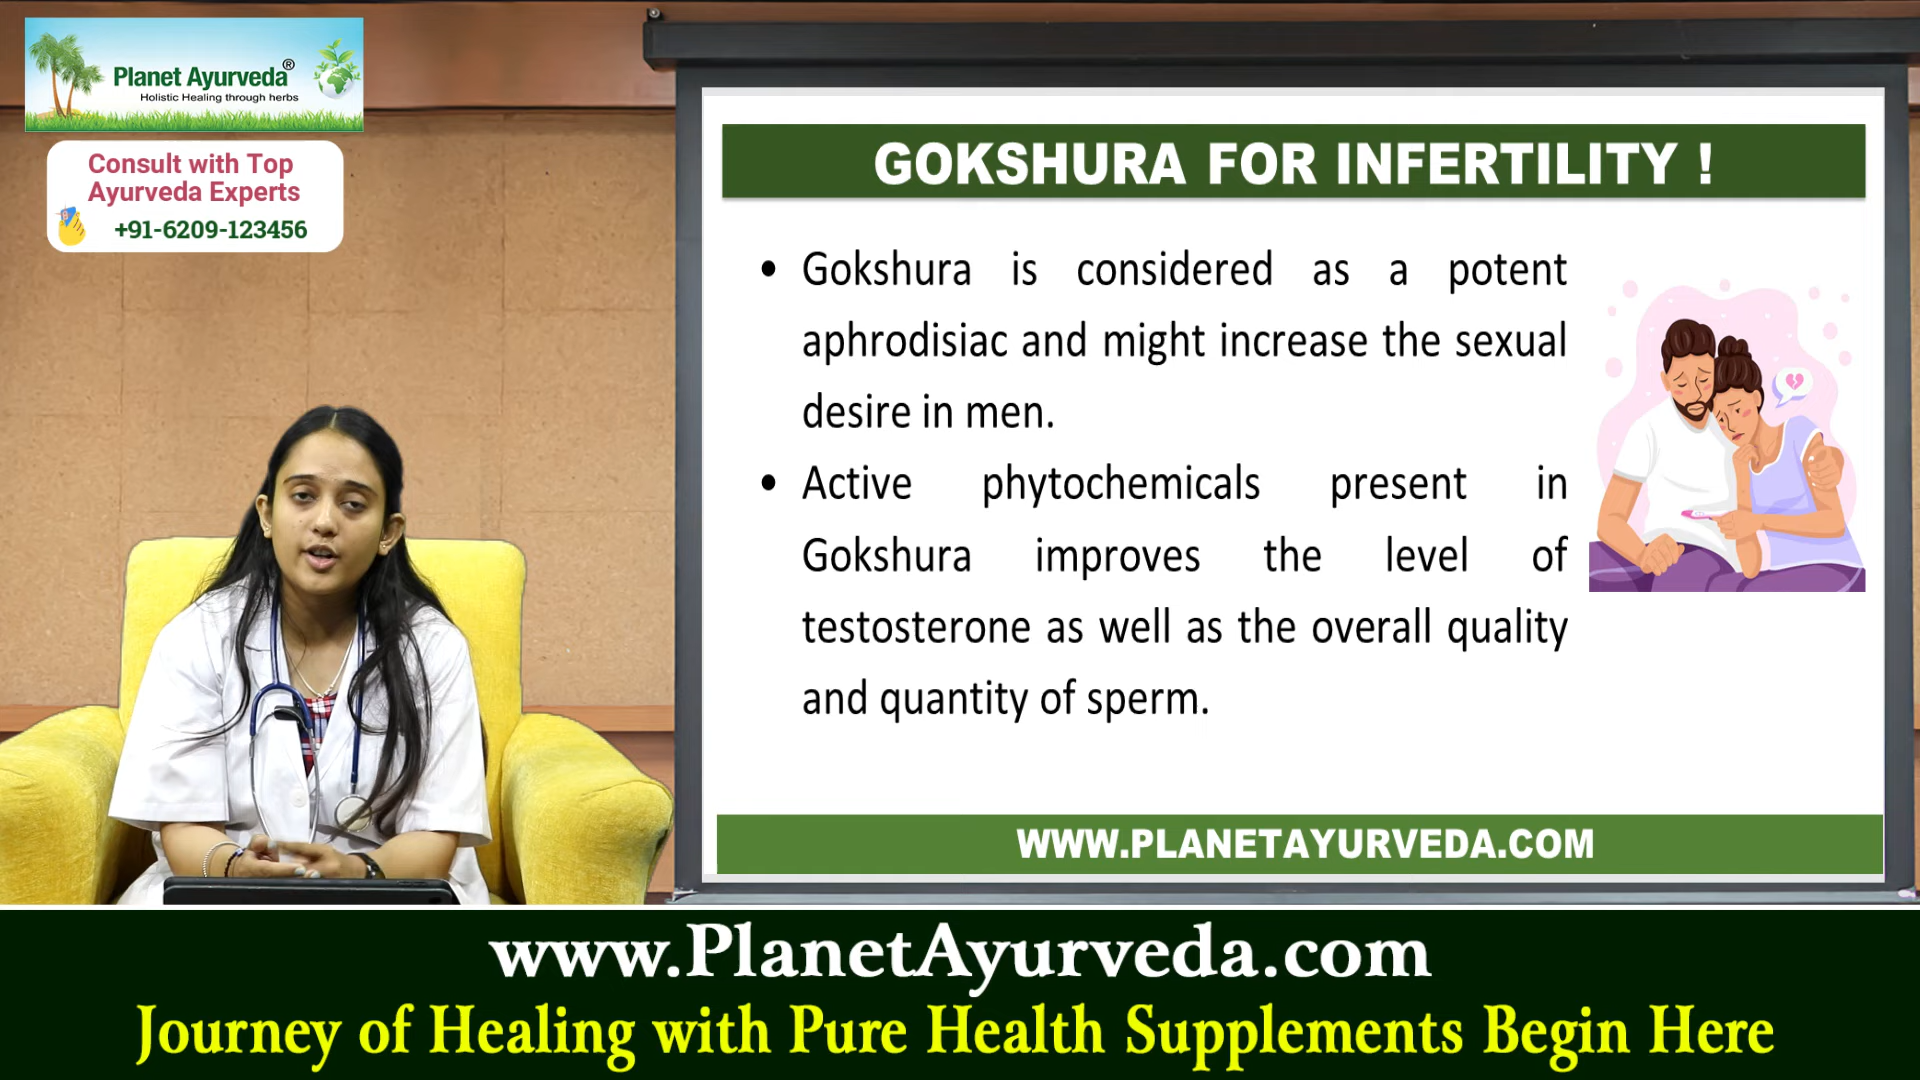 Planet Ayurveda®
Holistic Healing through herbs
Consult with Top
Ayurveda Experts
+91-6209-123456
GOKSHURA FOR INFERTILITY !
• Gokshura is considered as a potent
aphrodisiac and might increase the sexual
desire in men.
• Active phytochemicals present in
Gokshura improves the level of
testosterone as well as the overall quality
and quantity of sperm.
WWW.PLANETAYURVEDA.COM
www.PlanetAyurveda.com
Journey of Healing with Pure Health Supplements Begin Here